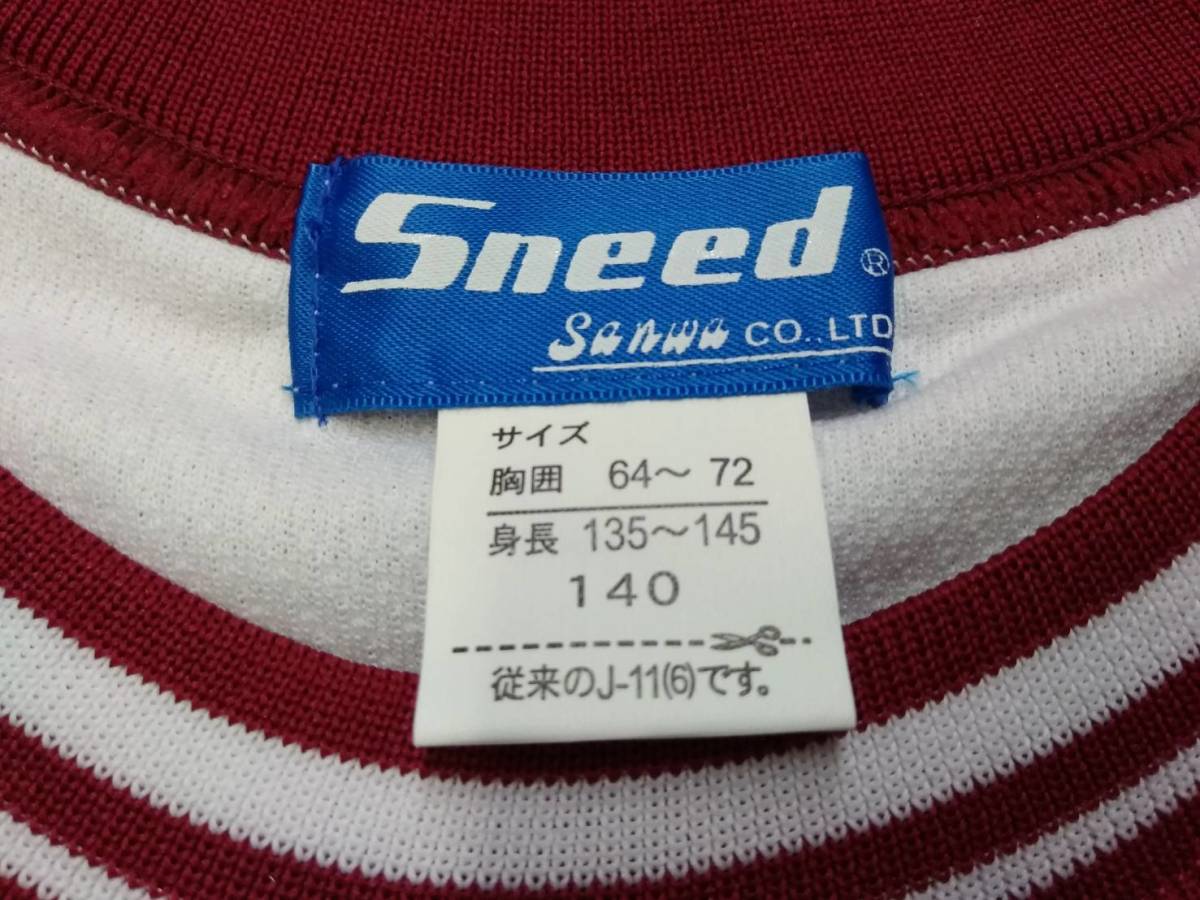 Sneed ®
Sanwa CO.,LTD
サイズ
胸囲 64～72
身長 135～145
140
従来のJ-11(6)です。